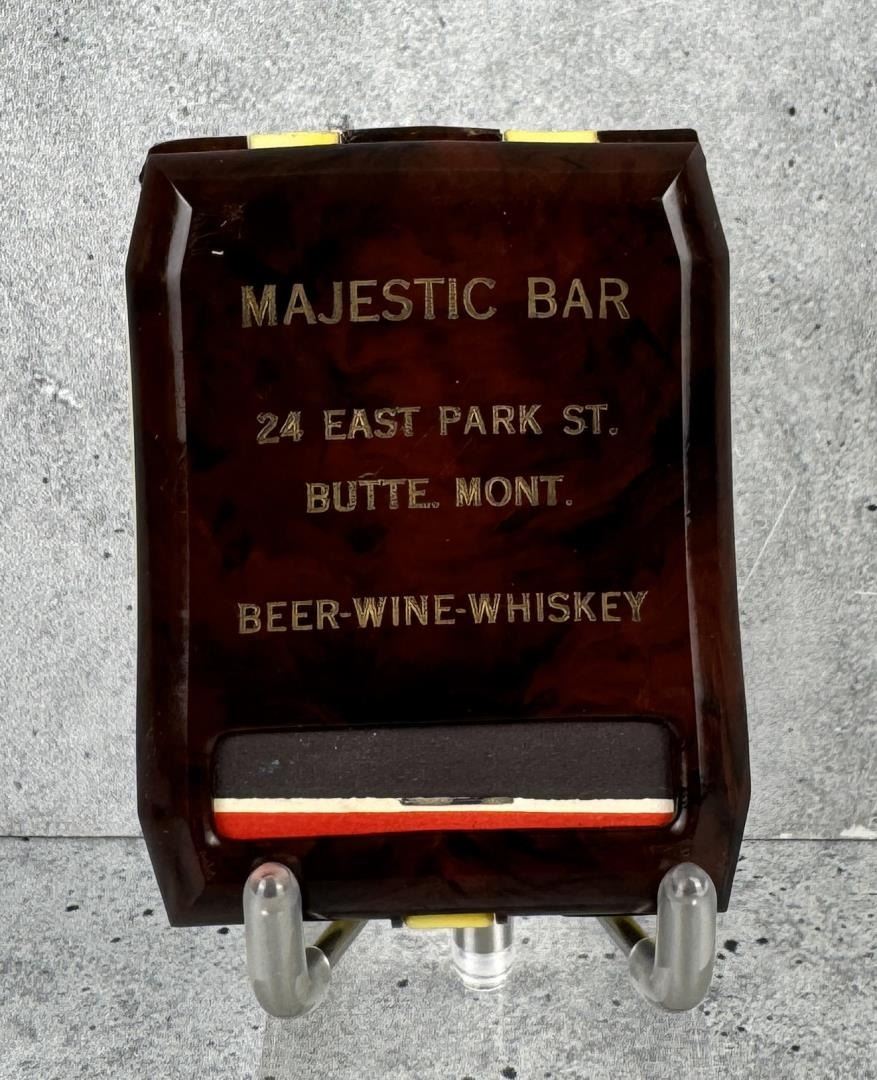 MAJESTIC BAR
24 EAST PARK ST.
BUTTE. MONT.
BEER-WINE-WHISKEY